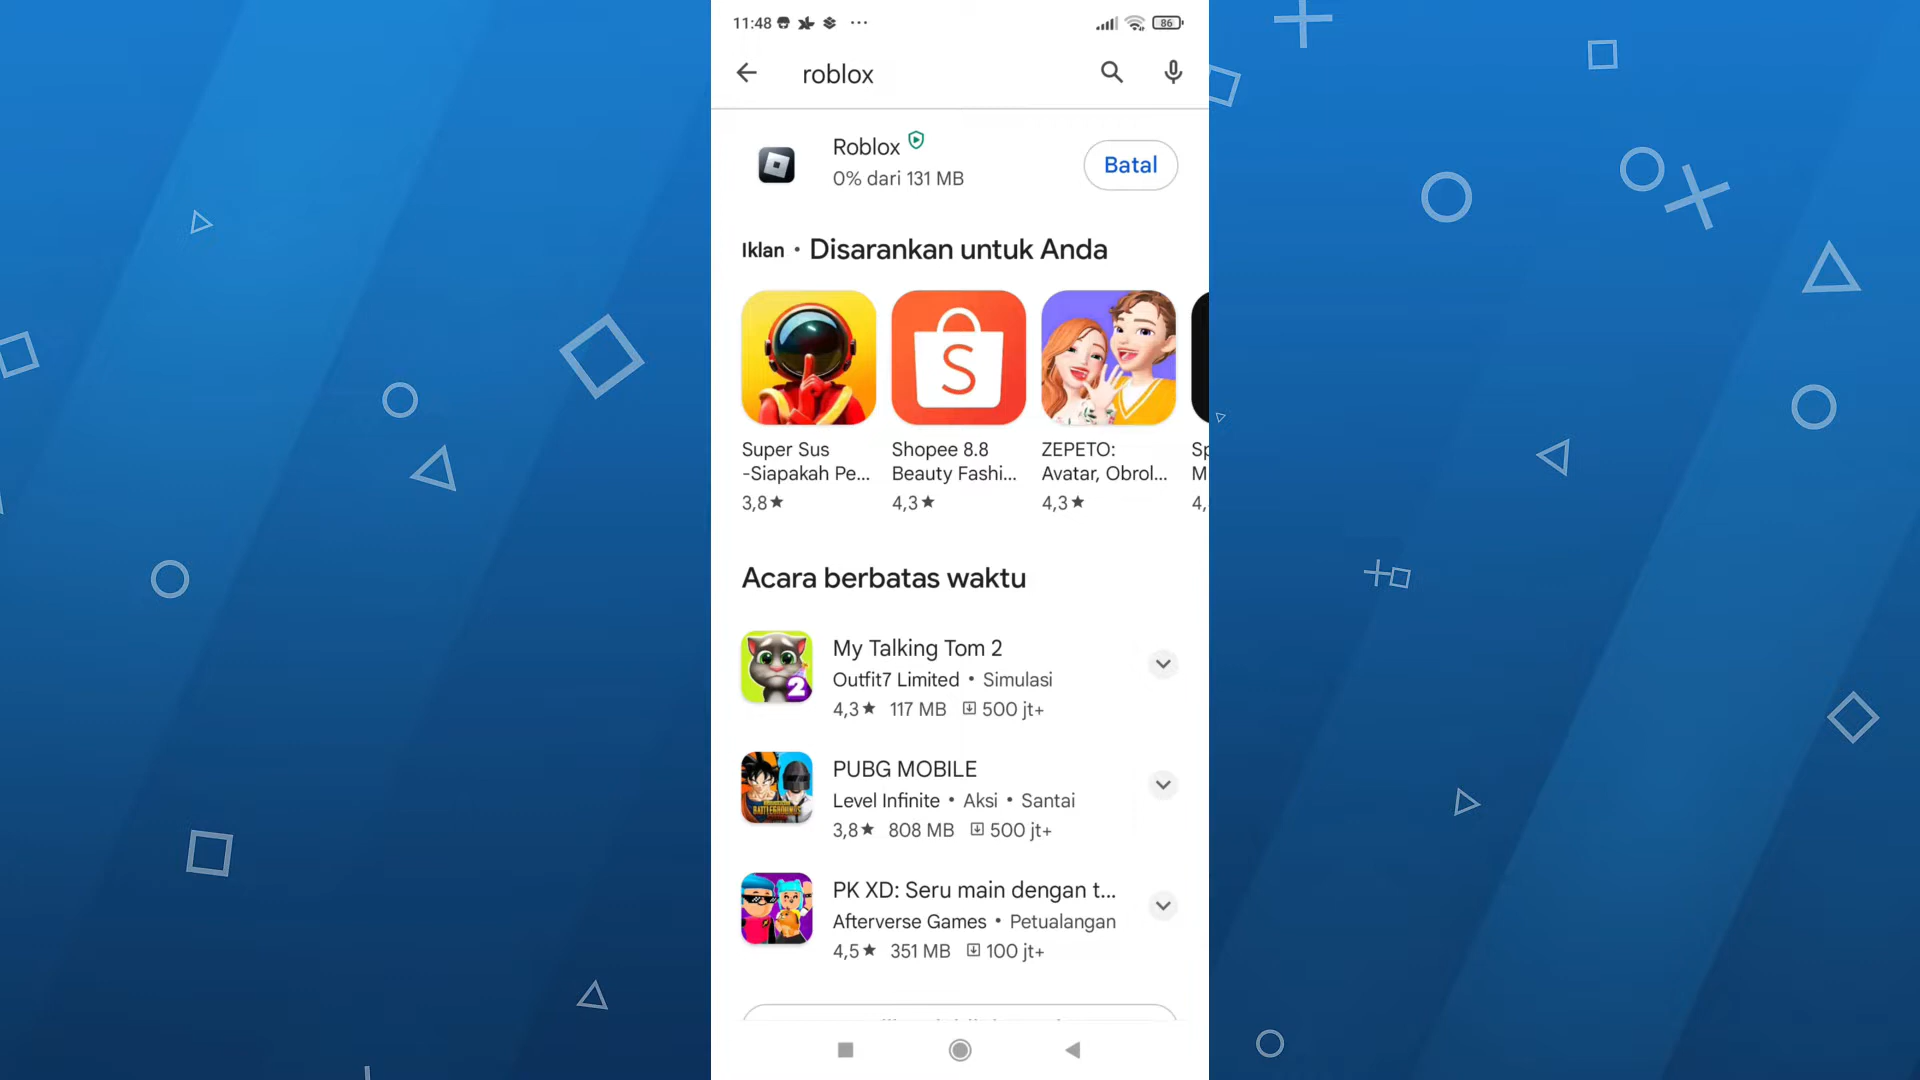 11:48
86
roblox
Roblox
0% dari 131 MB
Batal
Iklan • Disarankan untuk Anda
Super Sus
-Siapakah Pe...
3,8★
Shopee 8.8
Beauty Fashi...
4,3★
ZEPETO:
Avatar, Obrol...
4,3★
Sp
M
4,
Acara berbatas waktu
My Talking Tom 2
Outfit7 Limited • Simulasi
4,3★ 117 MB 500 jt+
PUBG MOBILE
Level Infinite • Aksi • Santai
3,8★ 808 MB 500 jt+
PK XD: Seru main dengan t...
Afterverse Games • Petualangan
4,5★ 351 MB 100 jt+